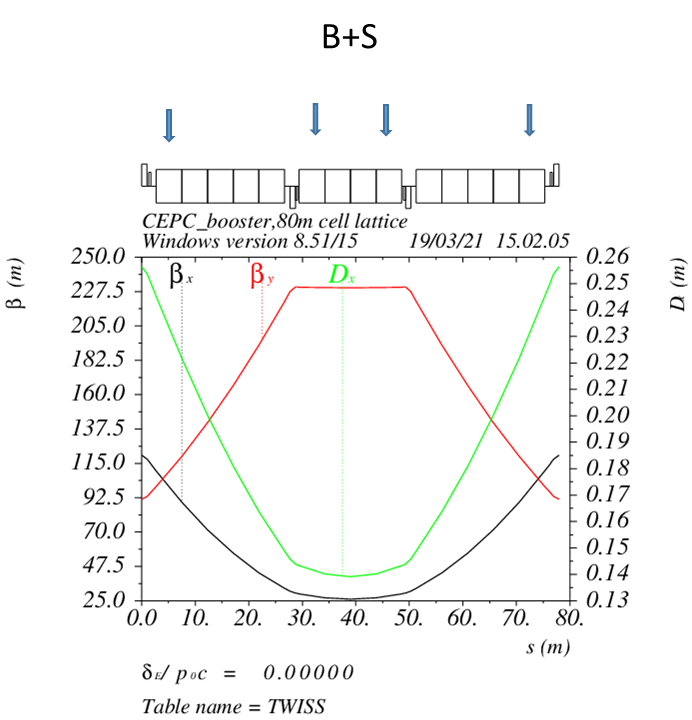 B+S
CEPC_booster,80m cell lattice
Windows version 8.51/15 19/03/21 15.02.05
β (m)
250.0
227.5
205.0
182.5
160.0
137.5
115.0
92.5
70.0
47.5
25.0
βx βy Dx
0.26
0.25
0.24
0.23
0.22
0.21
0.20
0.19
0.18
0.17
0.16
0.15
0.14
0.13
D (m)
0.0 10. 20. 30. 40. 50. 60. 70. 80.
s (m)
δE/ p0c = 0.00000
Table name = TWISS